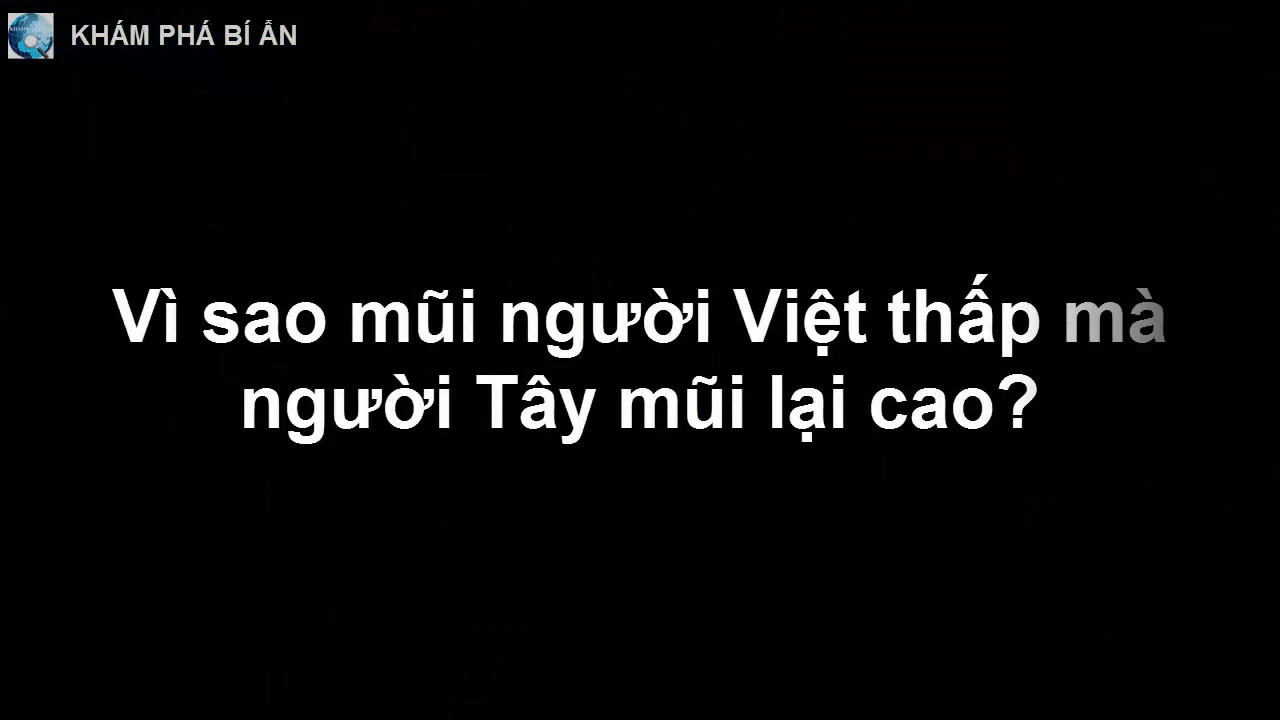 KHÁM PHÁ BÍ ẨN
Vì sao mũi người Việt thấp mà
người Tây mũi lại cao?